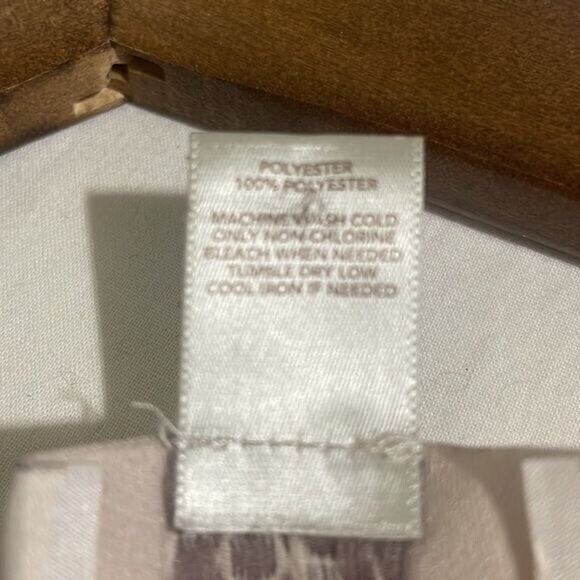 POLYESTER
100% POLYESTER
MACHINE WASH COLD
ONLY NON-CHLORINE
BLEACH WHEN NEEDED
TUMBLE DRY LOW
COOL IRON IF NEEDED